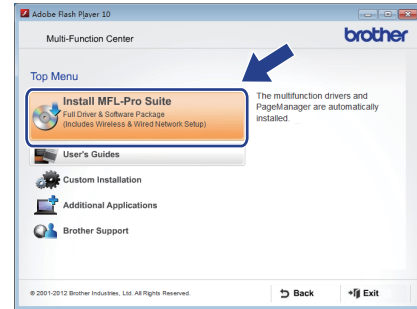 Adobe Flash Player 10
Multi-Function Center
brother
Top Menu
Install MFL-Pro Suite
Full Driver & Software Package
(Includes Wireless & Wired Network Setup)
The multifunction drivers and
PageManager are automatically
installed.
User's Guides
Custom Installation
Additional Applications
Brother Support
© 2001-2012 Brother Industries, Ltd. All Rights Reserved.
Back
Exit